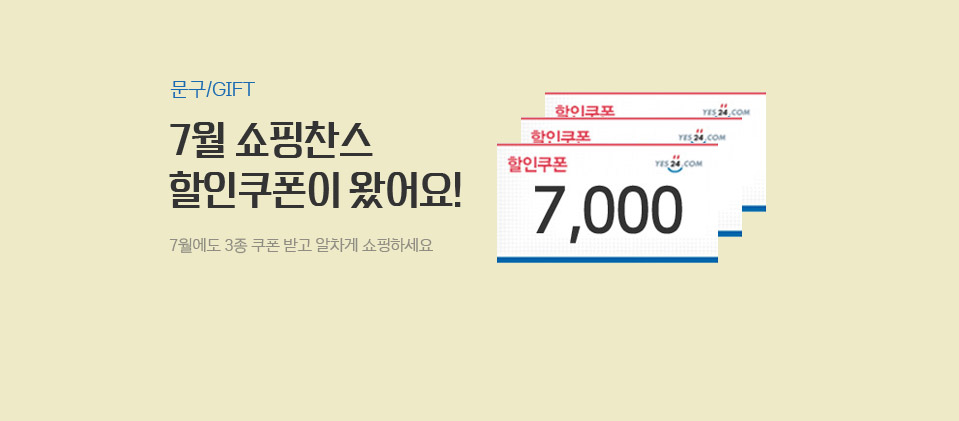 문구/GIFT
7월 쇼핑찬스
할인쿠폰이 왔어요!
7월에도 3종 쿠폰 받고 알차게 쇼핑하세요
할인쿠폰 YES24.COM
할인쿠폰 YES24.COM
할인쿠폰 YES24.COM
7,000